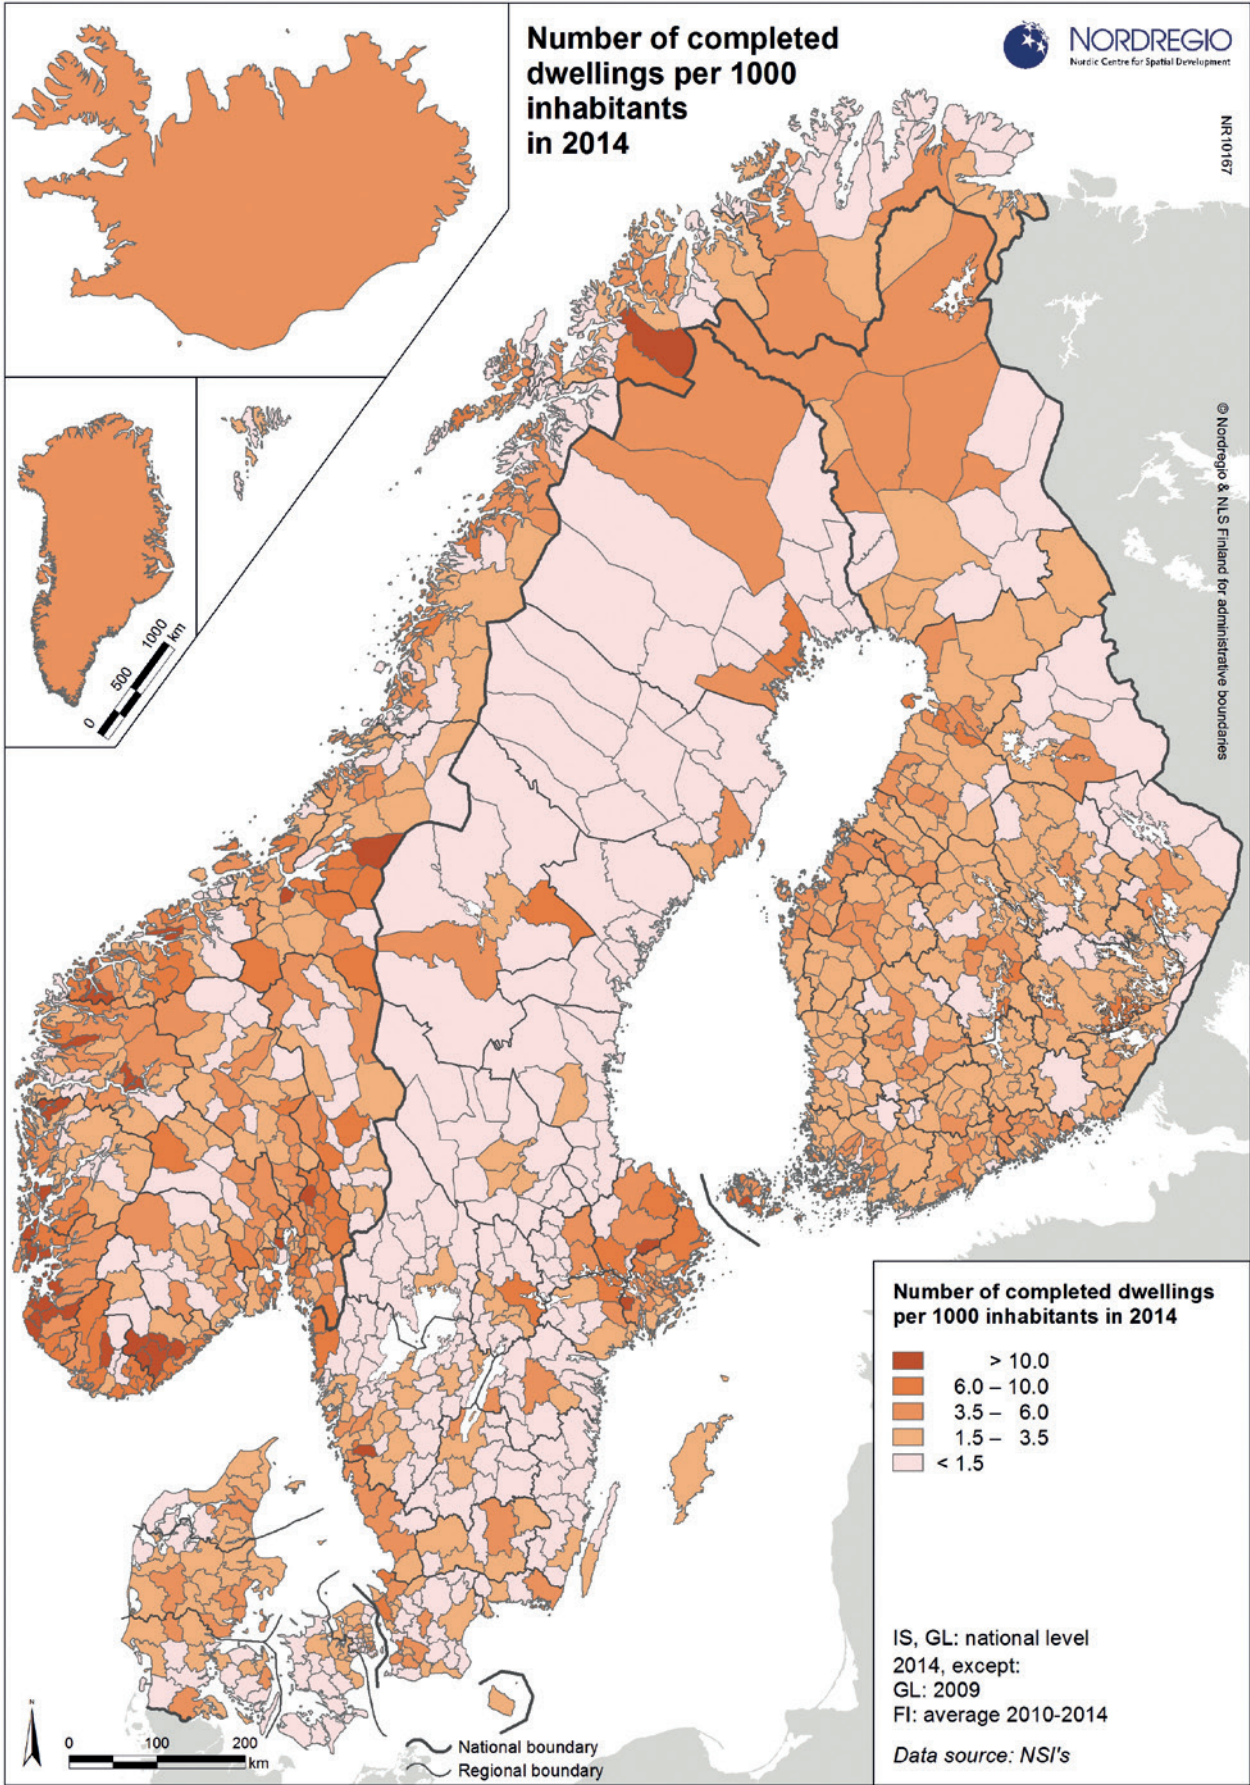 Number of completed
dwellings per 1000
inhabitants
in 2014
NORDREGIO
Nordic Centre for Spatial Development
NR10167
© Nordregio & NLS Finland for administrative boundaries
0
500
1000
km
Number of completed dwellings
per 1000 inhabitants in 2014
> 10.0
6.0 – 10.0
3.5 – 6.0
1.5 – 3.5
< 1.5
IS, GL: national level
2014, except:
GL: 2009
FI: average 2010-2014
Data source: NSI's
N
0 100 200
km
National boundary
Regional boundary